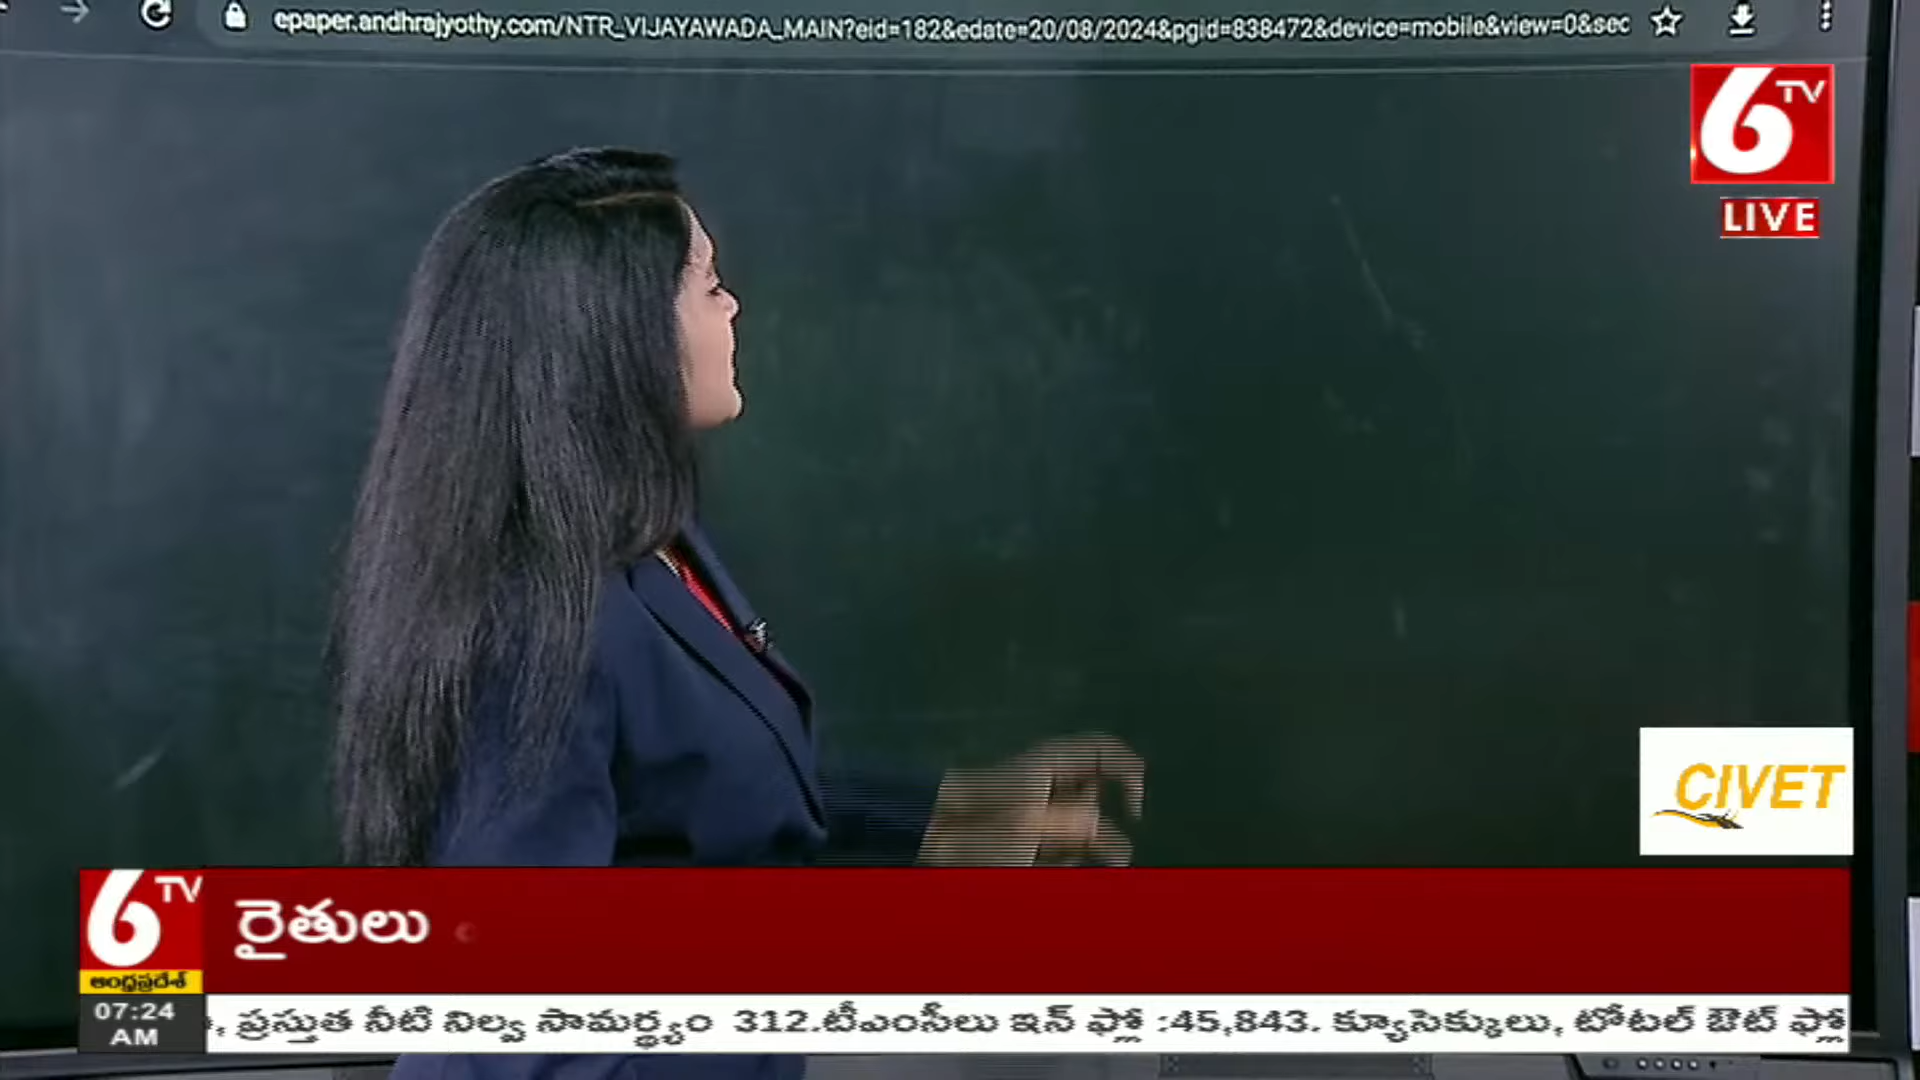 epaper.andhrajyothy.com/NTR_VIJAYAWADA_MAIN?eid=182&edate=20/08/2024&pgid=838472&device=mobile&view=0&sec
6 TV
LIVE
CIVET
6 TV
ఆంధ్రప్రదేశ్
రైతులు
07:24
AM
, ప్రస్తుత నీటి నిల్వ సామర్థ్యం 312.టీఎంసీలు ఇన్ ఫ్లో :45,843. క్యూసెక్కులు, టోటల్ ఔట్ ఫ్లో